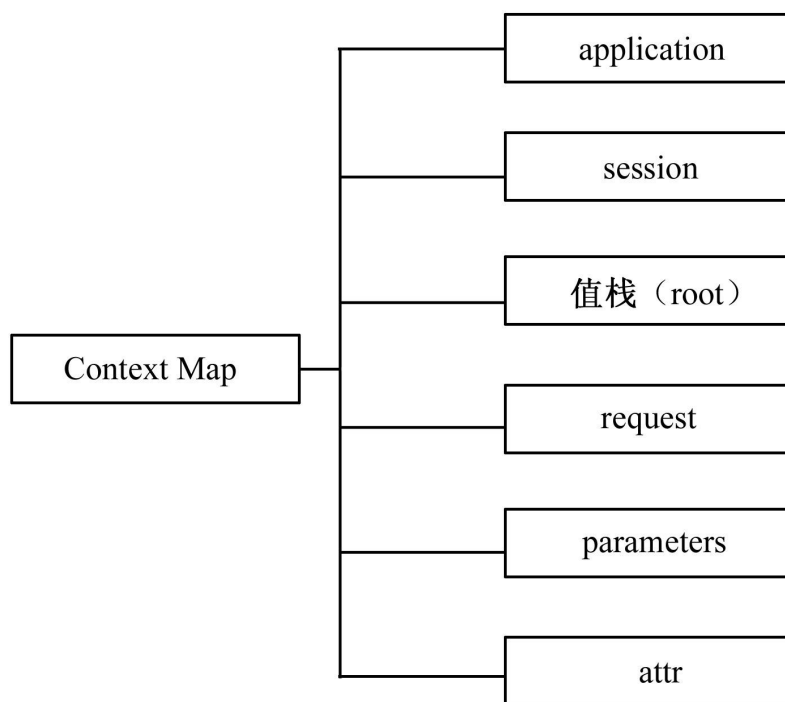 application
session
值栈（root）
Context Map
request
parameters
attr